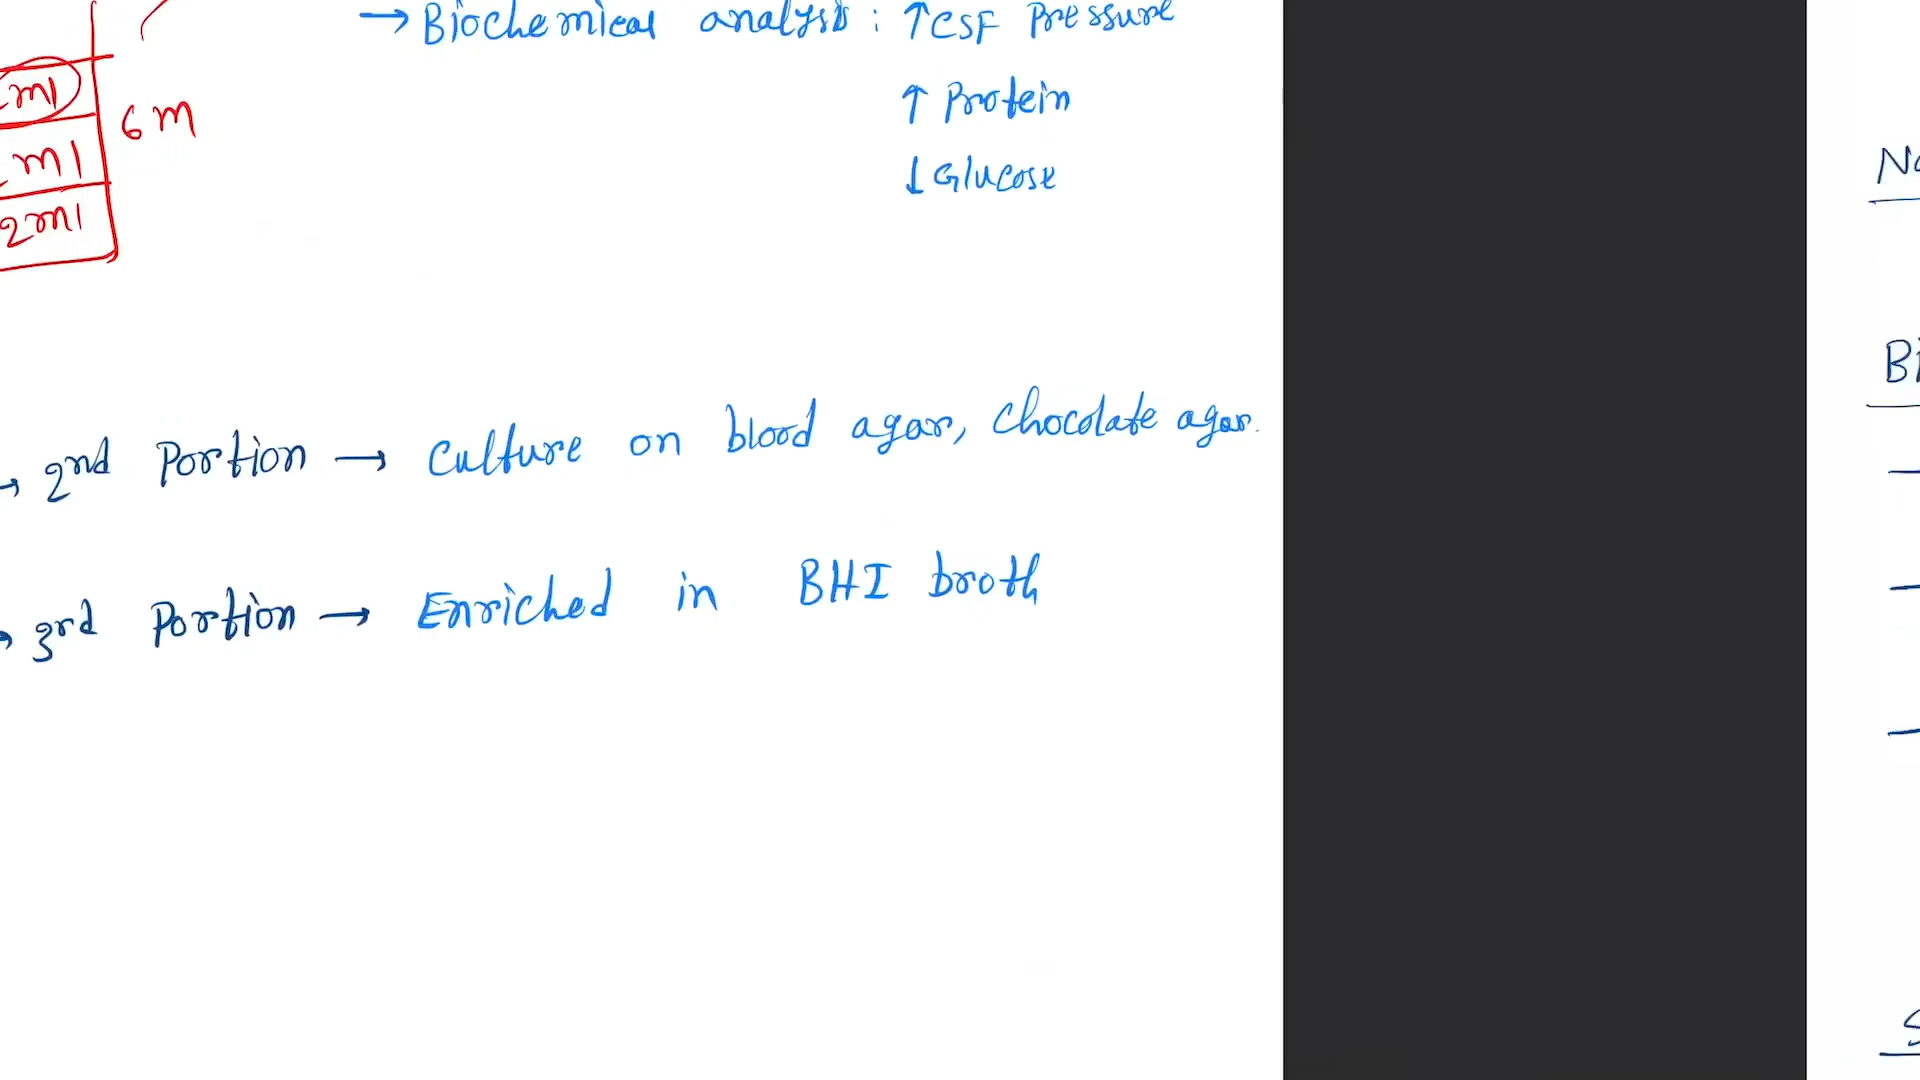 → Biochemical analysis : ↑ CSF Pressure
↑ Protein
↓ Glucose
ml
ml
2ml
6 m
→ 2nd Portion → Culture on blood agar, chocolate agar.
→ 3rd Portion → Enriched in BHI broth